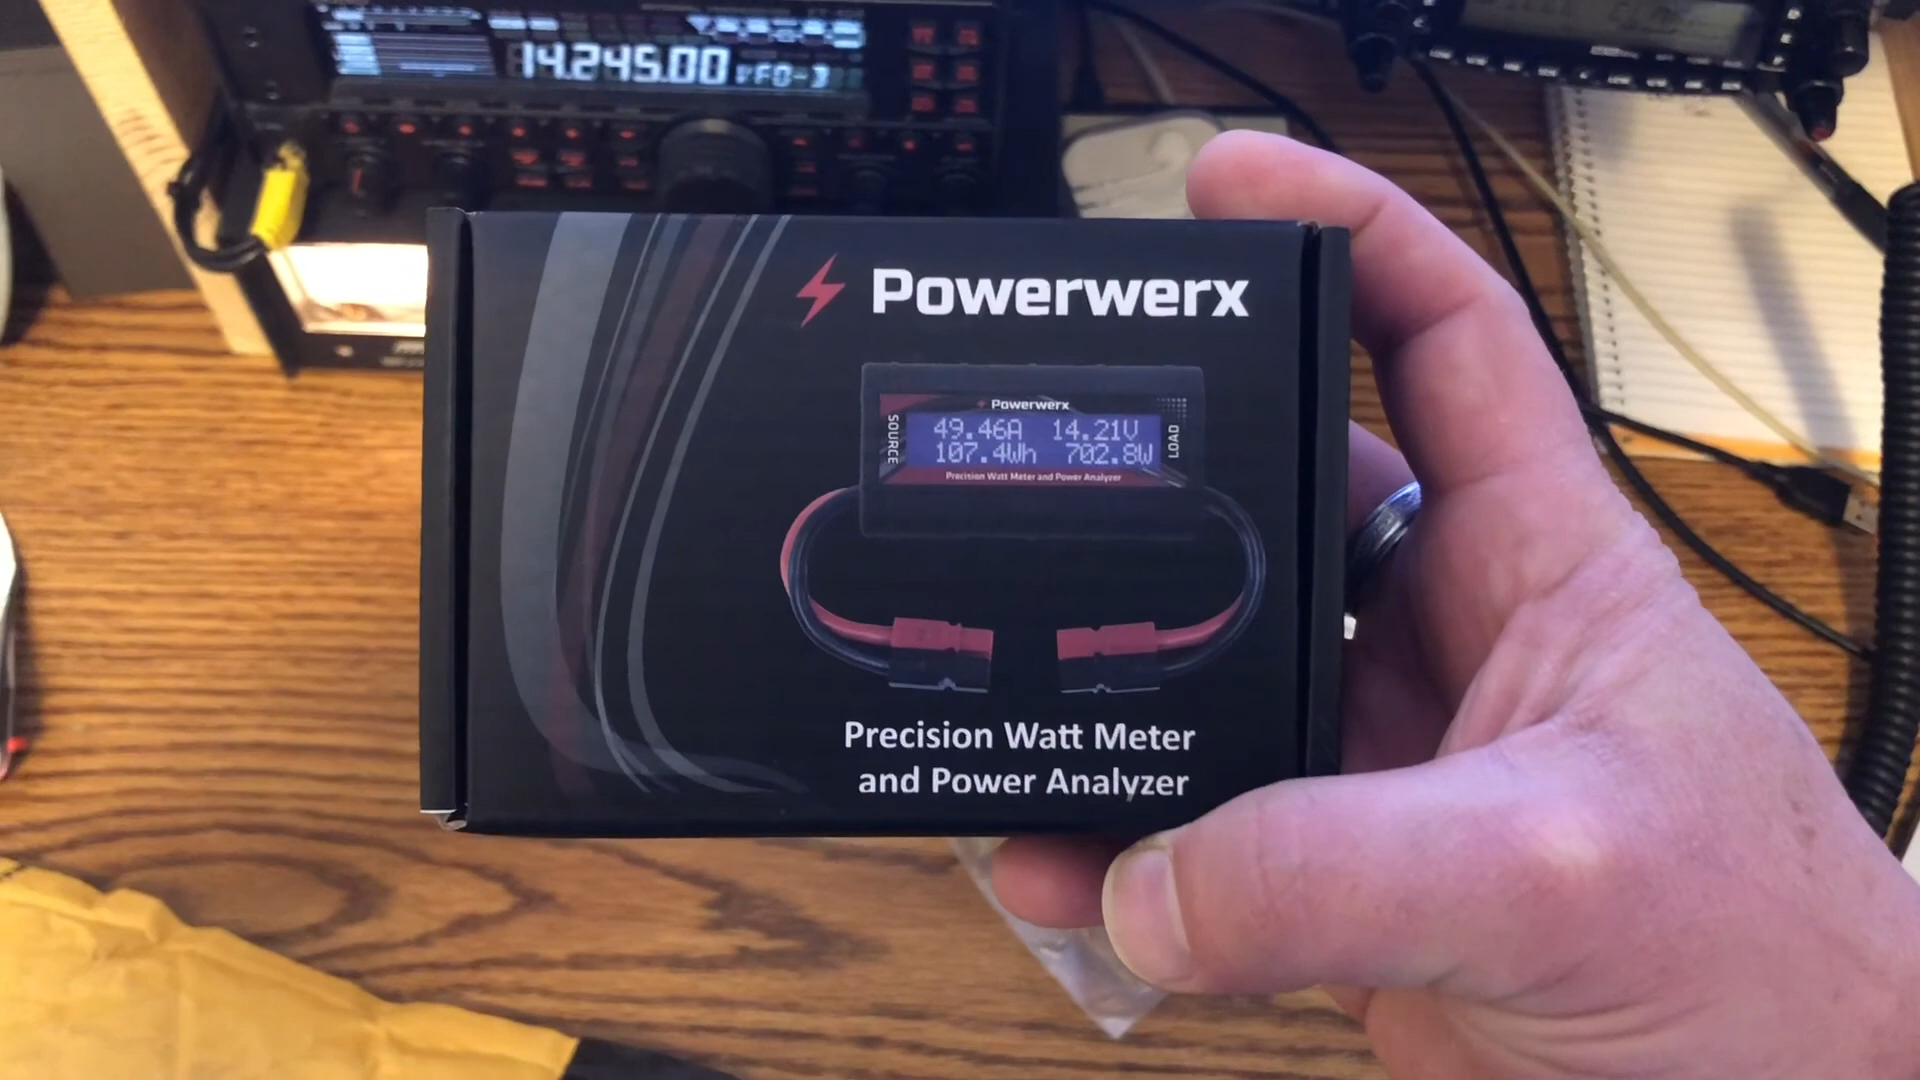 14.245.00 VFO-
Powerwerx
Powerwerx
SOURCE
49.46A 14.21V
107.4Wh 702.8W
LOAD
Precision Watt Meter and Power Analyzer
Precision Watt Meter
and Power Analyzer